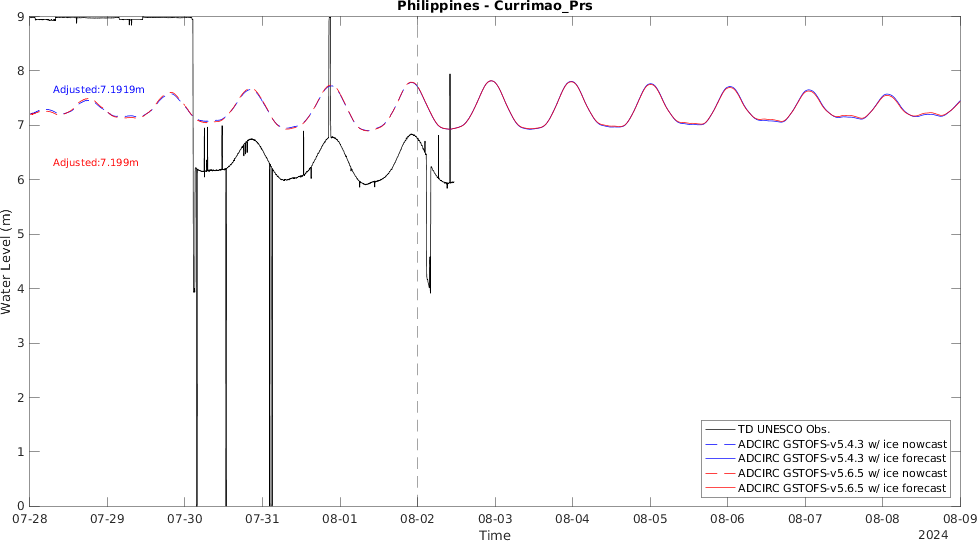 Philippines - Currimao_Prs
9
8
7
6
5
4
3
2
1
0
Water Level (m)
Adjusted:7.1919m
Adjusted:7.199m
TD UNESCO Obs.
ADCIRC GSTOFS-v5.4.3 w/ ice nowcast
ADCIRC GSTOFS-v5.4.3 w/ ice forecast
ADCIRC GSTOFS-v5.6.5 w/ ice nowcast
ADCIRC GSTOFS-v5.6.5 w/ ice forecast
07-28 07-29 07-30 07-31 08-01 08-02 08-03 08-04 08-05 08-06 08-07 08-08 08-09
Time
2024